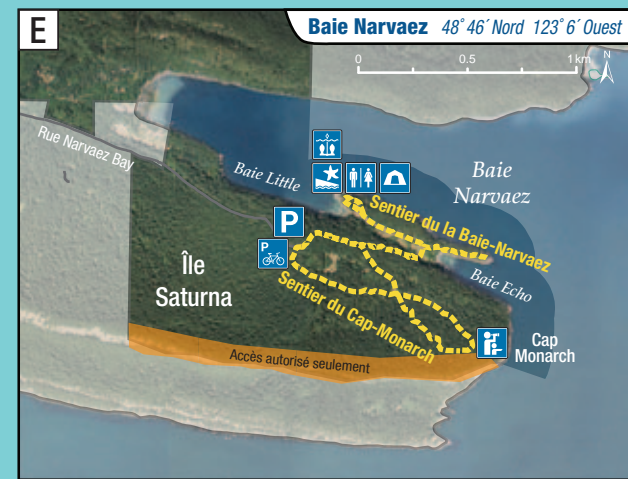 E
Baie Narvaez 48˚ 46´ Nord 123˚ 6´ Ouest
0 0.5 1 km
N
Rue Narvaez Bay
Baie Little
Baie
Narvaez
Sentier du la Baie-Narvaez
P
P
Île
Saturna
Baie Echo
Sentier du Cap-Monarch
Cap
Monarch
Accès autorisé seulement